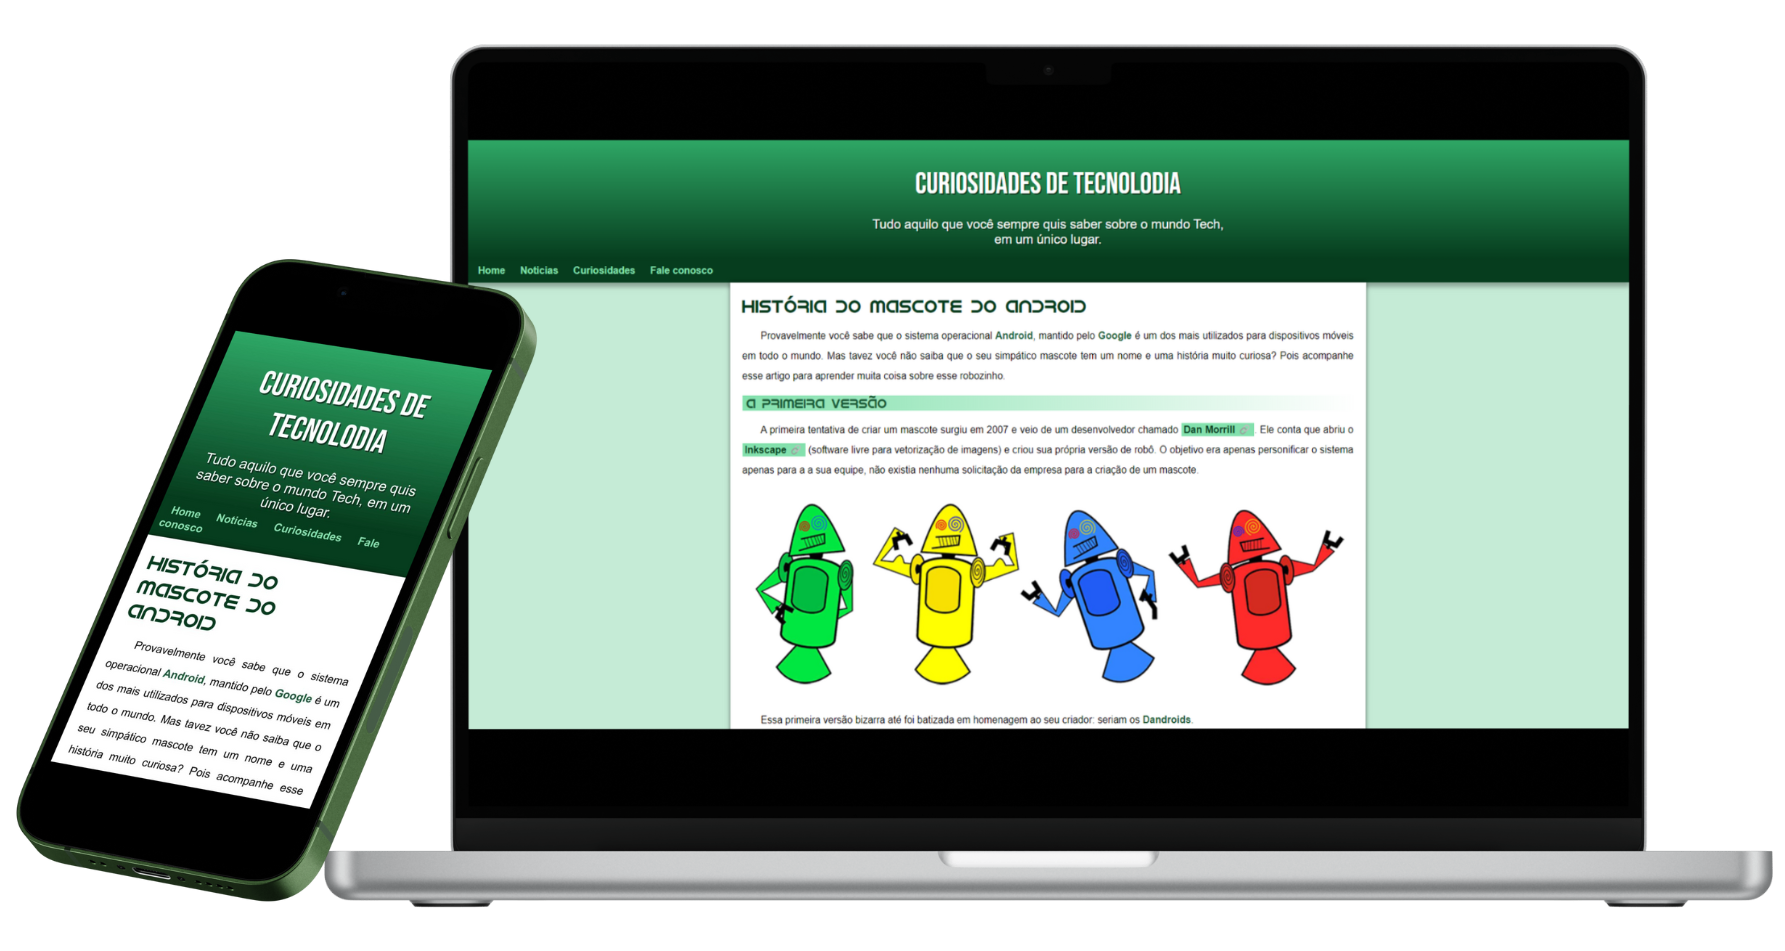 CURIOSIDADES DE TECNOLODIA
Tudo aquilo que você sempre quis saber sobre o mundo Tech,
em um único lugar.
Home Noticias Curiosidades Fale conosco
HISTÓRIA DO MASCOTE DO ANDROID
Provavelmente você sabe que o sistema operacional Android, mantido pelo Google é um dos mais utilizados para dispositivos móveis
em todo o mundo. Mas tavez você não saiba que o seu simpático mascote tem um nome e uma história muito curiosa? Pois acompanhe
esse artigo para aprender muita coisa sobre esse robozinho.
A PRIMEIRA VERSÃO
A primeira tentativa de criar um mascote surgiu em 2007 e veio de um desenvolvedor chamado Dan Morrill . Ele conta que abriu o
Inkscape (software livre para vetorização de imagens) e criou sua própria versão de robô. O objetivo era apenas personificar o sistema
apenas para a a sua equipe, não existia nenhuma solicitação da empresa para a criação de um mascote.
Essa primeira versão bizarra até foi batizada em homenagem ao seu criador: seriam os Dandroids.
CURIOSIDADES DE
TECNOLODIA
Tudo aquilo que você sempre quis
saber sobre o mundo Tech, em um
único lugar.
Home Noticias Curiosidades Fale
conosco
HISTÓRIA DO
MASCOTE DO
ANDROID
Provavelmente você sabe que o sistema
operacional Android, mantido pelo Google é um
dos mais utilizados para dispositivos móveis em
todo o mundo. Mas tavez você não saiba que o
seu simpático mascote tem um nome e uma
história muito curiosa? Pois acompanhe esse